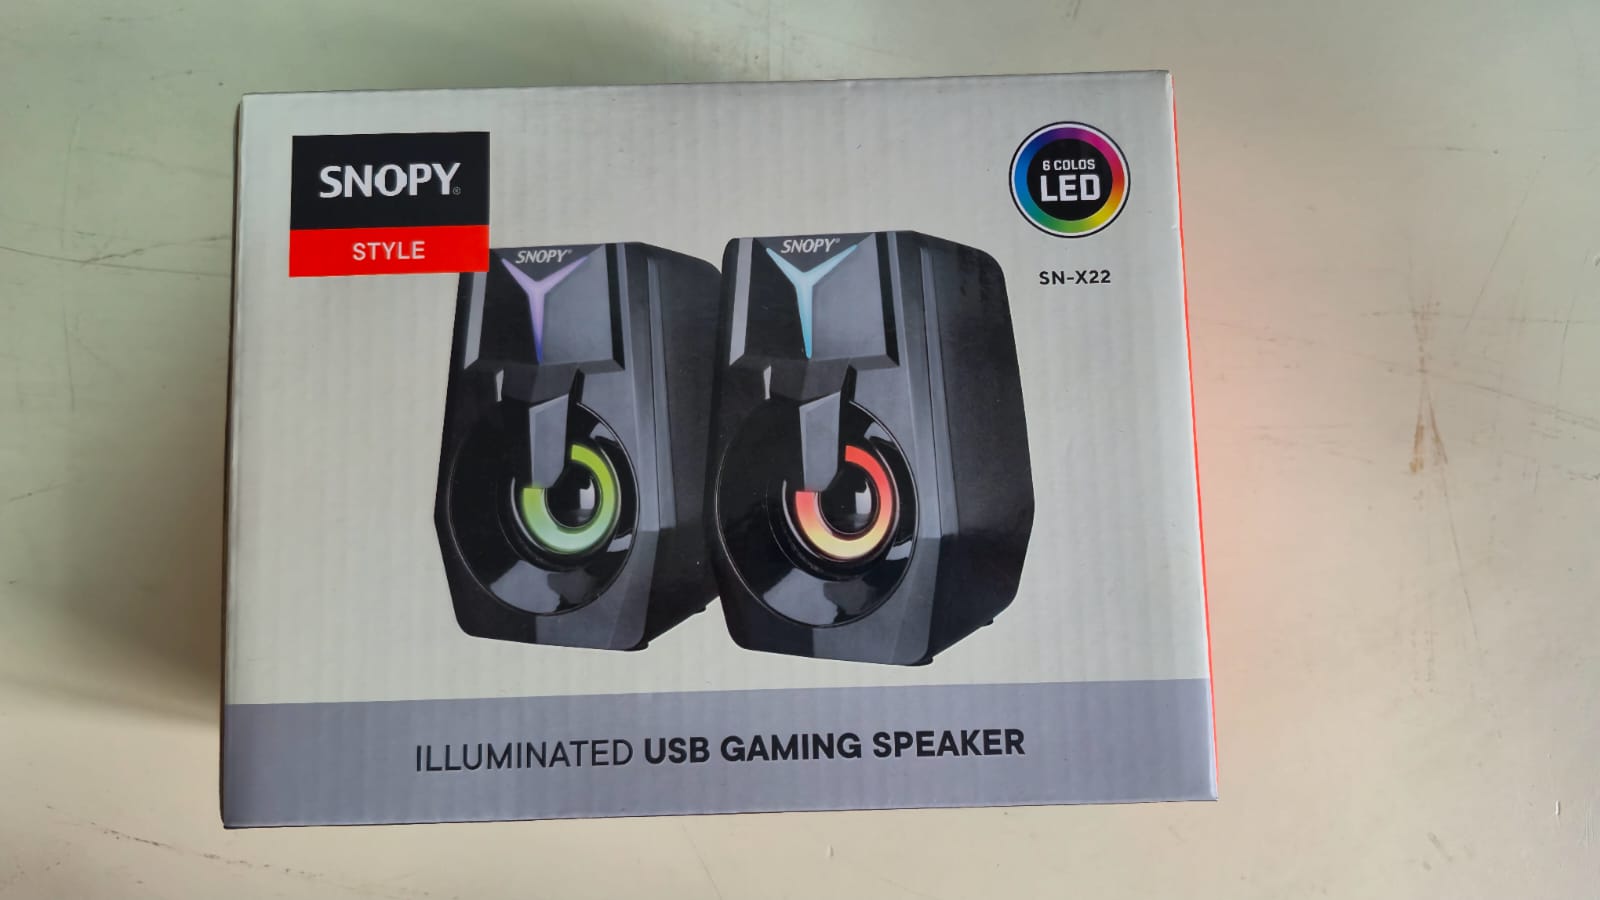 SNOPY®
STYLE
6 COLOS
LED
SN-X22
SNOPY®
SNOPY®
ILLUMINATED USB GAMING SPEAKER